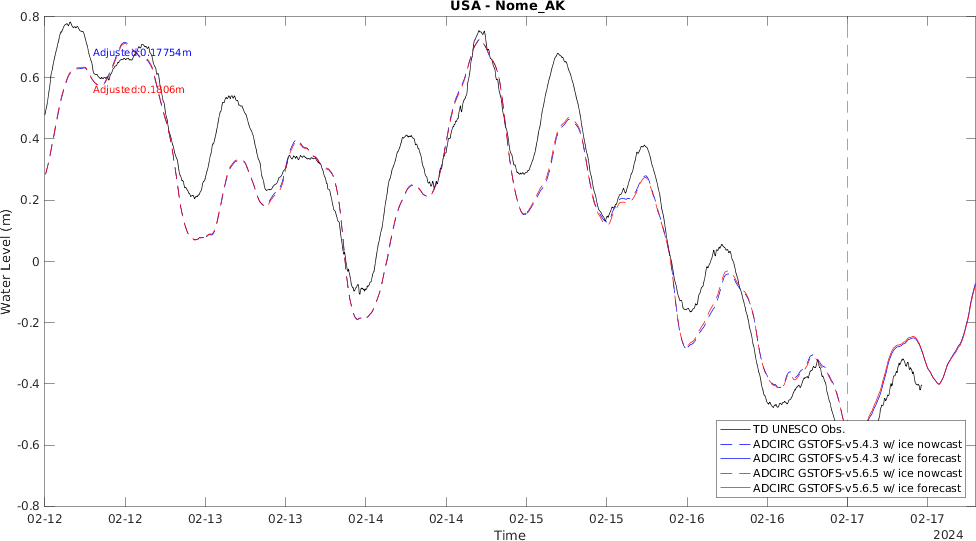 USA - Nome_AK
0.8
0.6
0.4
0.2
0
-0.2
-0.4
-0.6
-0.8
Water Level (m)
Adjusted:0.17754m
Adjusted:0.1806m
TD UNESCO Obs.
ADCIRC GSTOFS-v5.4.3 w/ ice nowcast
ADCIRC GSTOFS-v5.4.3 w/ ice forecast
ADCIRC GSTOFS-v5.6.5 w/ ice nowcast
ADCIRC GSTOFS-v5.6.5 w/ ice forecast
02-12 02-12 02-13 02-13 02-14 02-14 02-15 02-15 02-16 02-16 02-17 02-17
Time
2024